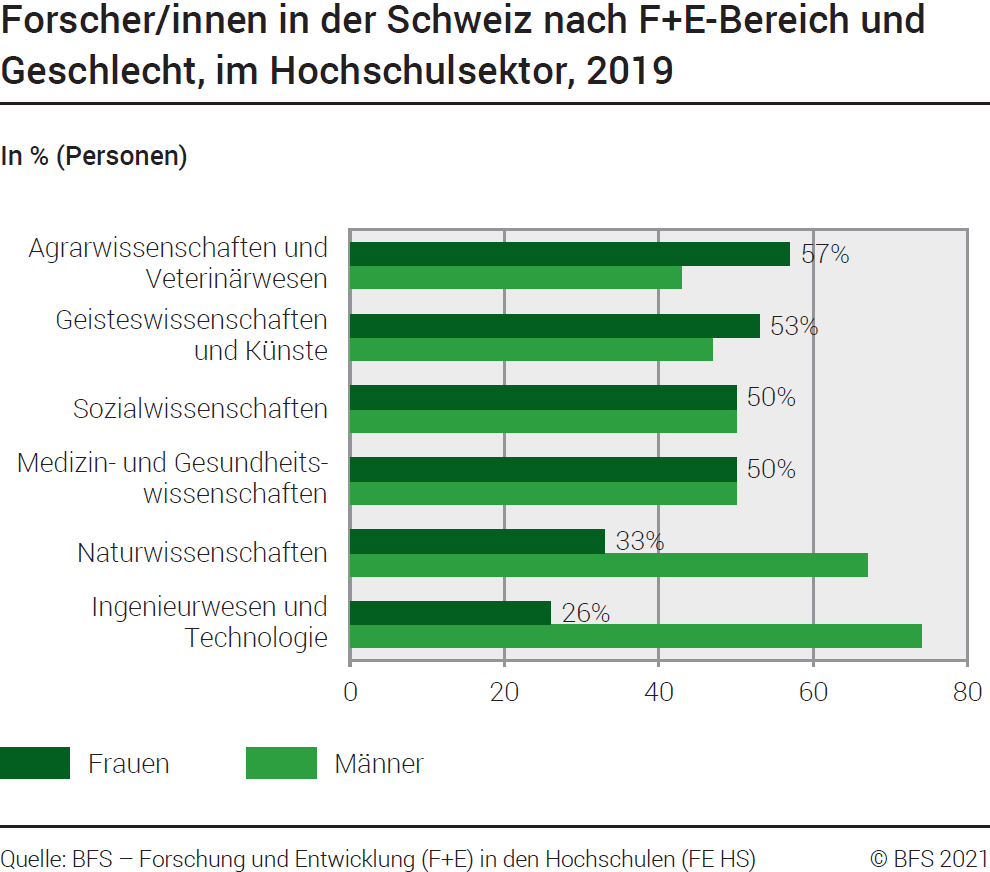 Forscher/innen in der Schweiz nach F+E-Bereich und
Geschlecht, im Hochschulsektor, 2019
In % (Personen)
Agrarwissenschaften und
Veterinärwesen
57%
Geisteswissenschaften
und Künste
53%
Sozialwissenschaften
50%
Medizin- und Gesundheits-
wissenschaften
50%
Naturwissenschaften
33%
Ingenieurwesen und
Technologie
26%
0 20 40 60 80
Frauen Männer
Quelle: BFS – Forschung und Entwicklung (F+E) in den Hochschulen (FE HS) © BFS 2021